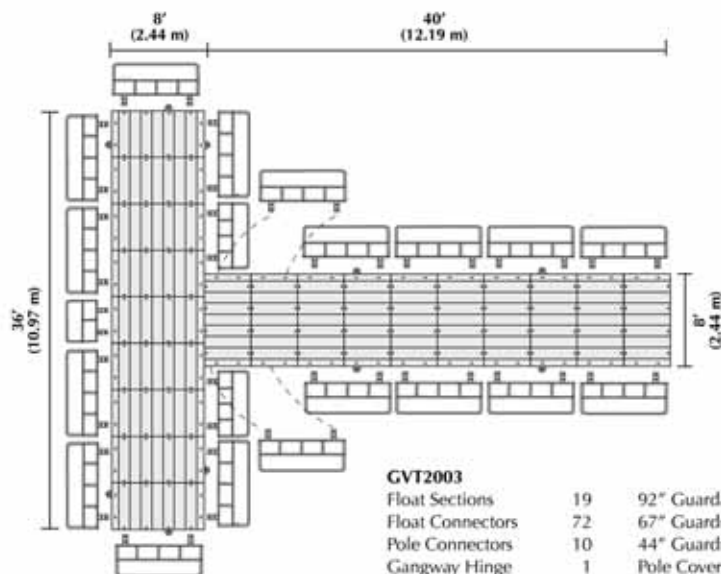 8'
(2.44 m)
40'
(12.19 m)
36'
(10.97 m)
8'
(2.44 m)
GVT2003
Float Sections 19 92" Guard
Float Connectors 72 67" Guard
Pole Connectors 10 44" Guard
Gangway Hinge 1 Pole Cover